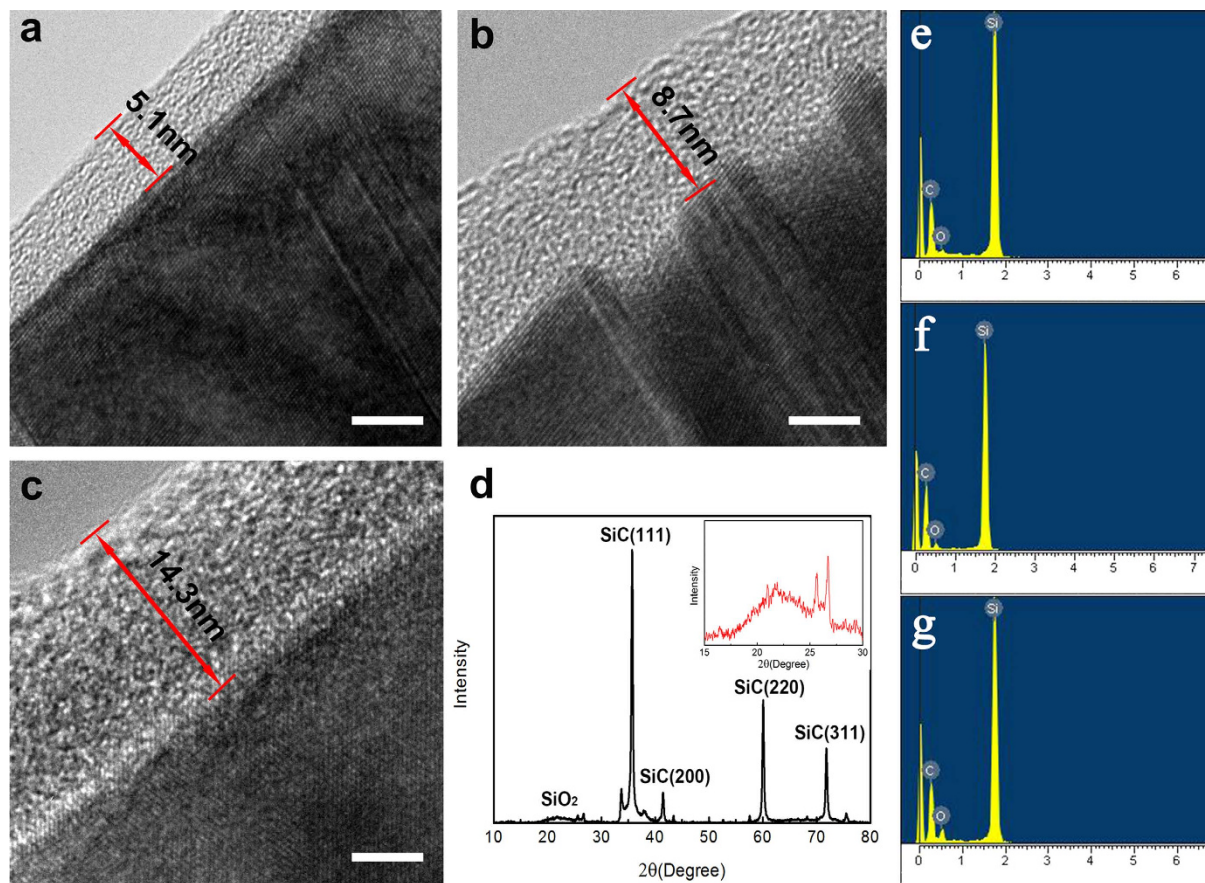 a
5.1nm
b
8.7nm
c
14.3nm
d
Intensity
SiC(111)
SiC(200)
SiC(220)
SiC(311)
SiO₂
10 20 30 40 50 60 70 80
2θ(Degree)
Intensity
15 20 25 30
2θ(Degree)
e
Si
C
O
0 1 2 3 4 5 6
f
Si
C
O
0 1 2 3 4 5 6 7
g
Si
C
O
0 1 2 3 4 5 6